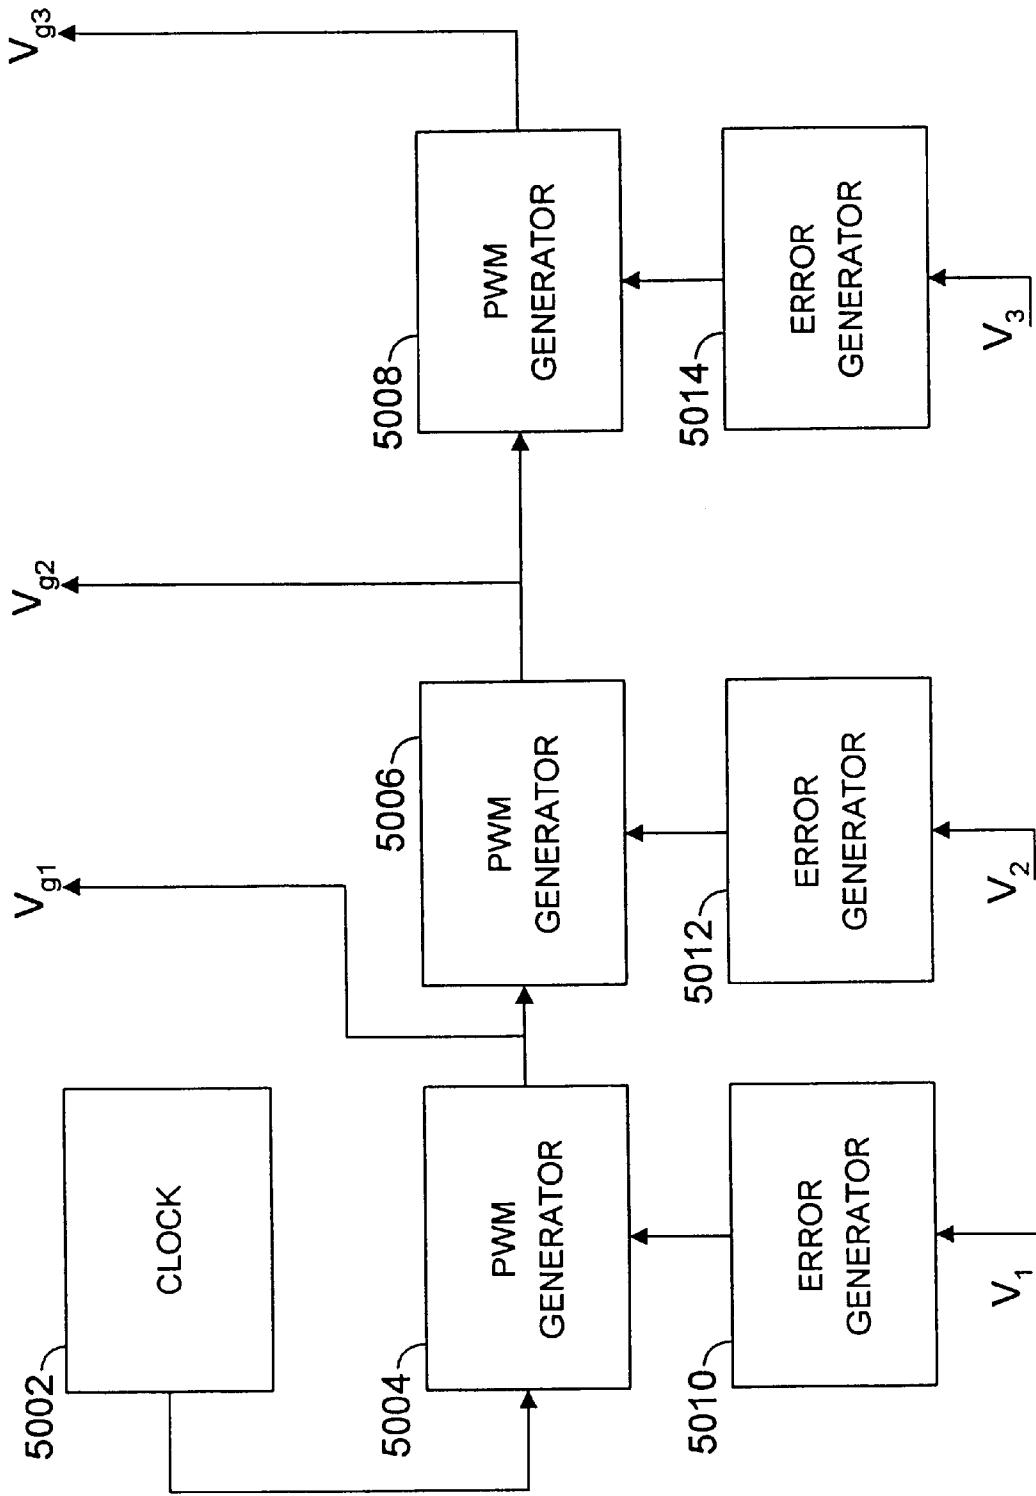 V_g1
V_g2
V_g3
5002
CLOCK
5004
PWM
GENERATOR
5006
PWM
GENERATOR
5008
PWM
GENERATOR
5010
ERROR
GENERATOR
5012
ERROR
GENERATOR
5014
ERROR
GENERATOR
V_1
V_2
V_3